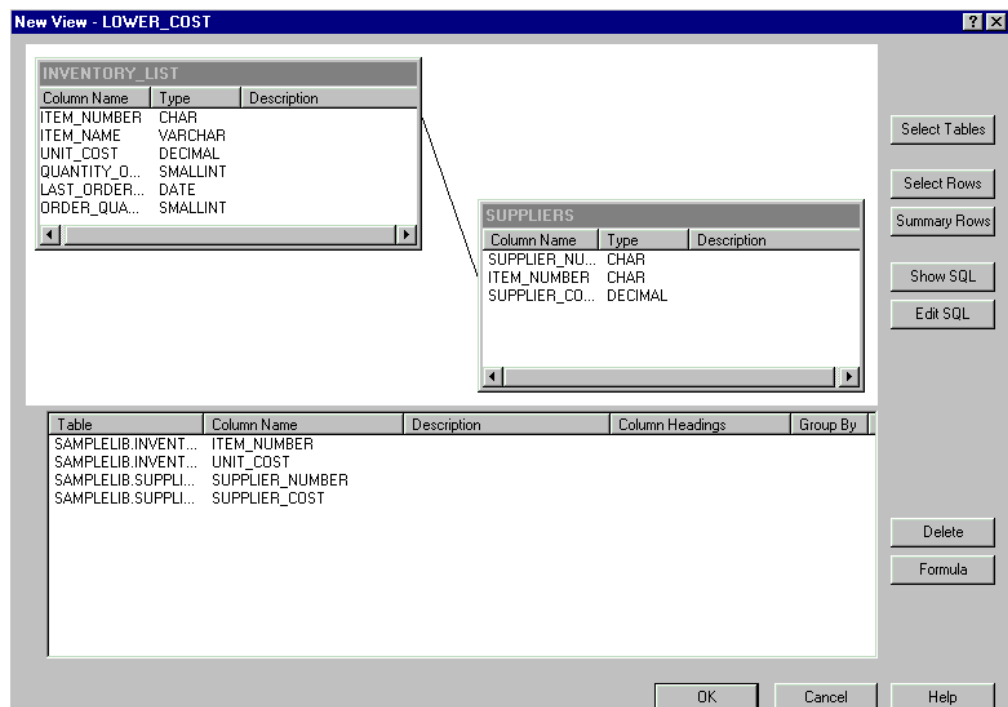 New View - LOWER_COST
INVENTORY_LIST
Column Name Type Description
ITEM_NUMBER CHAR
ITEM_NAME VARCHAR
UNIT_COST DECIMAL
QUANTITY_O... SMALLINT
LAST_ORDER... DATE
ORDER_QUA... SMALLINT
SUPPLIERS
Column Name Type Description
SUPPLIER_NU... CHAR
ITEM_NUMBER CHAR
SUPPLIER_CO... DECIMAL
Select Tables
Select Rows
Summary Rows
Show SQL
Edit SQL
Table Column Name Description Column Headings Group By
SAMPLELIB.INVENT... ITEM_NUMBER
SAMPLELIB.INVENT... UNIT_COST
SAMPLELIB.SUPPLI... SUPPLIER_NUMBER
SAMPLELIB.SUPPLI... SUPPLIER_COST
Delete
Formula
OK Cancel Help